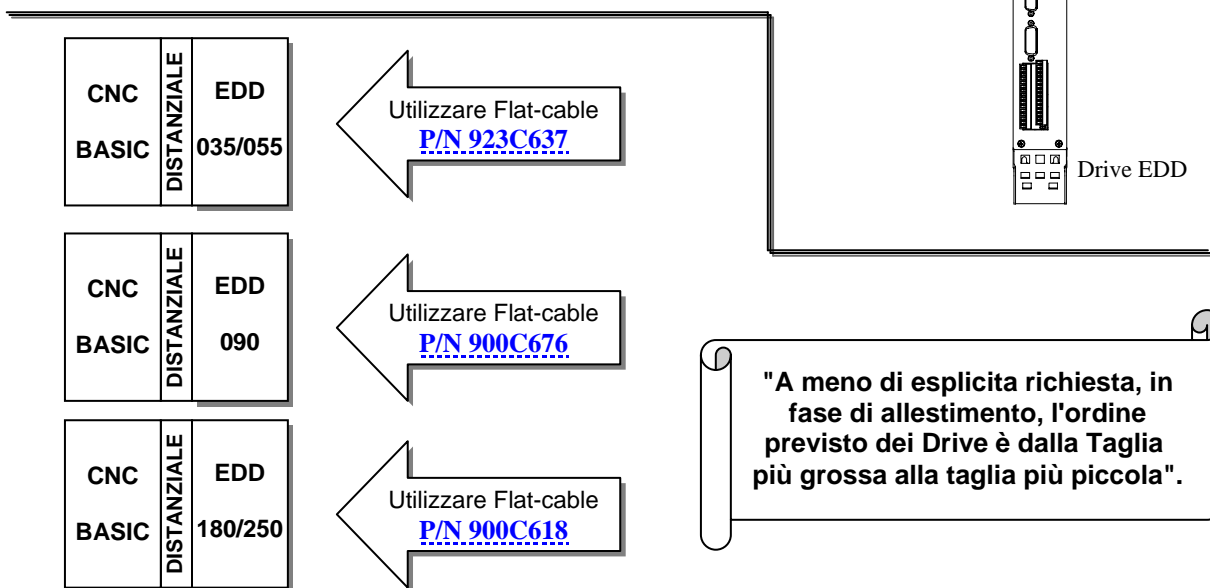 CNC
BASIC
DISTANZIALE
EDD
035/055
Utilizzare Flat-cable
P/N 923C637
Drive EDD
CNC
BASIC
DISTANZIALE
EDD
090
Utilizzare Flat-cable
P/N 900C676
"A meno di esplicita richiesta, in
fase di allestimento, l'ordine
previsto dei Drive è dalla Taglia
più grossa alla taglia più piccola".
CNC
BASIC
DISTANZIALE
EDD
180/250
Utilizzare Flat-cable
P/N 900C618